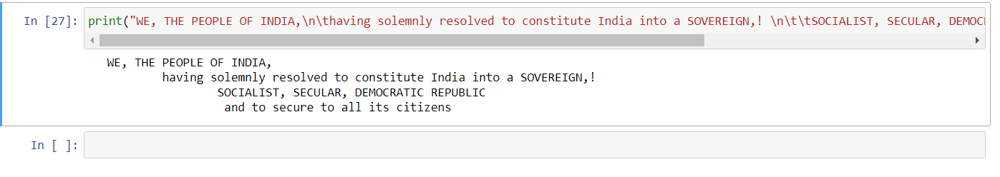 In [27]: print("WE, THE PEOPLE OF INDIA,\n\thaving solemnly resolved to constitute India into a SOVEREIGN,! \n\t\tSOCIALIST, SECULAR, DEMOC
WE, THE PEOPLE OF INDIA,
having solemnly resolved to constitute India into a SOVEREIGN,!
SOCIALIST, SECULAR, DEMOCRATIC REPUBLIC
and to secure to all its citizens
In [ ]: